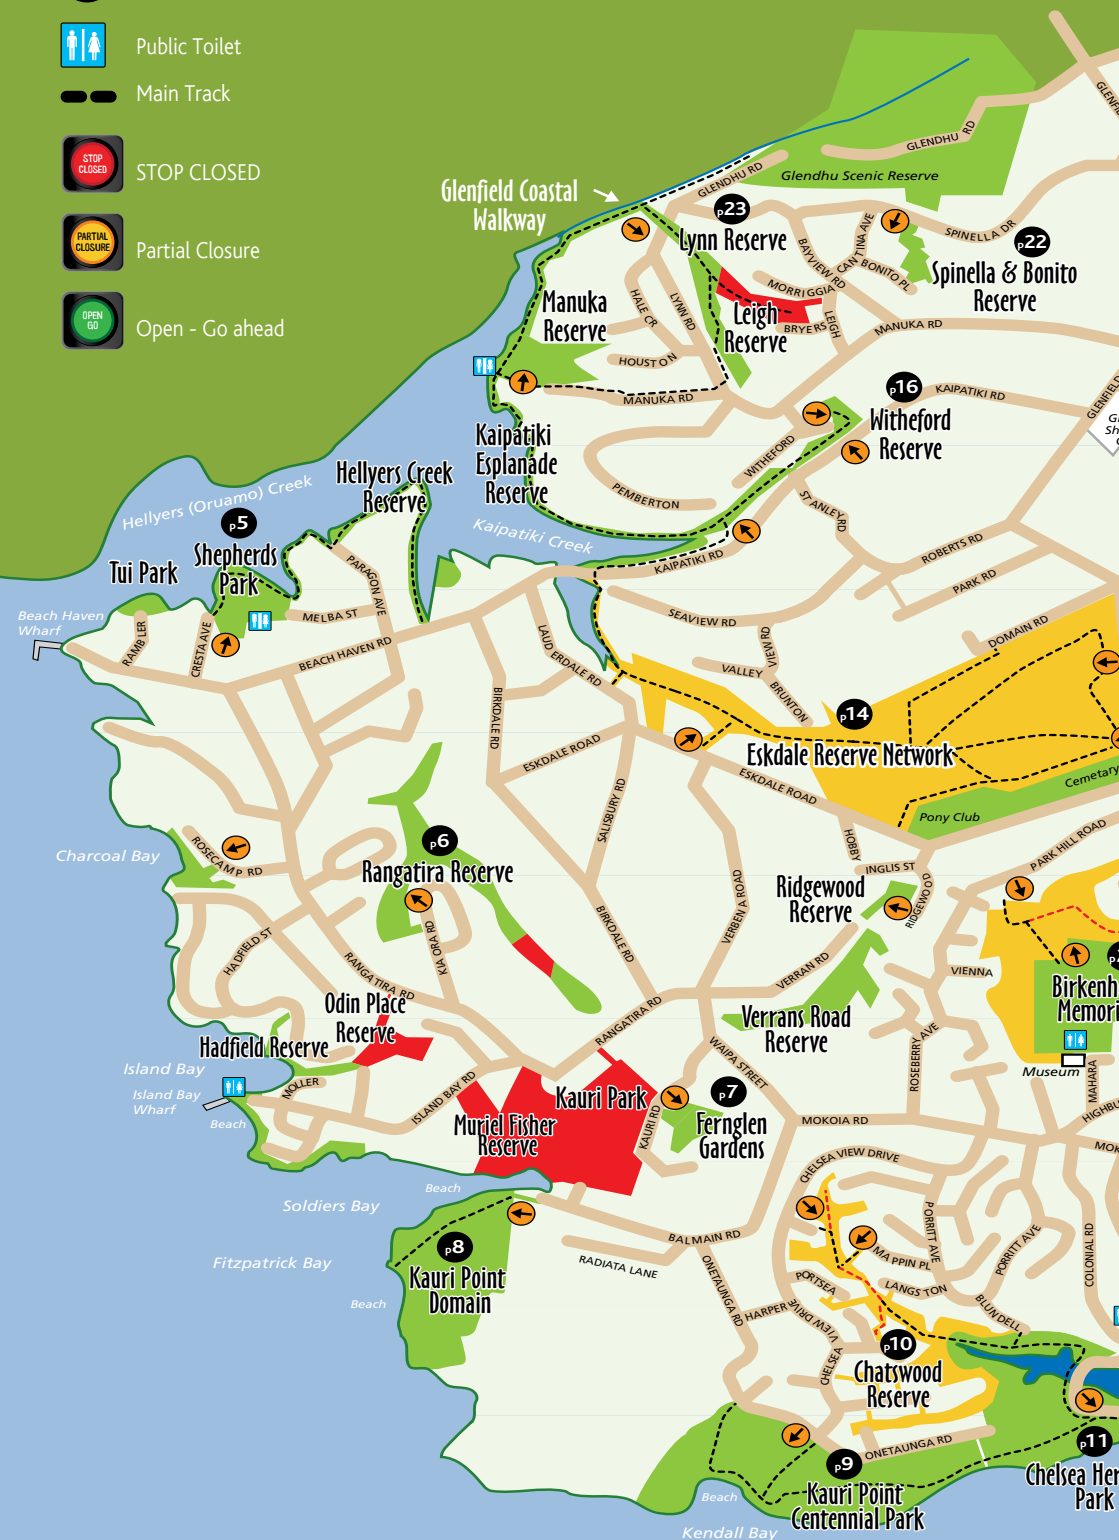 Public Toilet
Main Track
STOP
CLOSED
STOP CLOSED
PARTIAL
CLOSURE
Partial Closure
OPEN
GO
Open - Go ahead
Glenfield Coastal
Walkway
GLENDHU RD
GLENDHU RD
Glendhu Scenic Reserve
P23
Lynn Reserve
SPINELLA DR
P22
Spinella & Bonito
Reserve
BAYVIEW RD
CANTINA AVE
BONITO PL
MORRIGGIA
Leigh
Reserve
BRYERS
LEIGH
MANUKA RD
Manuka
Reserve
HALE CR
LYNN RD
HOUSTON
MANUKA RD
P16
KAIPATIKI RD
Witheford
Reserve
WITHEFORD
Kaipatiki
Esplanade
Reserve
PEMBERTON
STANLEY RD
Hellyers Creek
Reserve
Hellyers (Oruamo) Creek
Kaipatiki Creek
KAIPATIKI RD
ROBERTS RD
PARK RD
P5
Shepherds
Park
Tui Park
Beach Haven
Wharf
RAMBLER
CRESTA AVE
MELBA ST
PARAGON AVE
BEACH HAVEN RD
SEAVIEW RD
VALLEY
VIEW RD
BRUNTON
DOMAIN RD
LAUDERDALE RD
BIRKDALE RD
ESKDALE ROAD
P14
Eskdale Reserve Network
ESKDALE ROAD
Cemetary
Pony Club
SALISBURY RD
Charcoal Bay
ROSECAMP RD
P6
Rangatira Reserve
HOBBY
INGLIS ST
RIDGEWOOD
PARK HILL ROAD
Ridgewood
Reserve
VERBENA ROAD
BIRKDALE RD
KIA ORA RD
HADFIELD ST
RANGATIRA RD
VERRAN RD
VIENNA
Odin Place
Reserve
RANGATIRA RD
Verrans Road
Reserve
Hadfield Reserve
Island Bay
Island Bay
Wharf
Beach
MOLLER
ISLAND BAY RD
WAIPA STREET
ROSEBERY AVE
Museum
MAHARA
Kauri Park
Muriel Fisher
Reserve
KAURI RD
P7
Fernglen
Gardens
MOKOIA RD
CHELSEA VIEW DRIVE
Soldiers Bay
Beach
Fitzpatrick Bay
Beach
P8
Kauri Point
Domain
BALMAIN RD
RADIATA LANE
ONETAUNGA RD
HARPER
PORTSEA
CHELSEA
VIEW DRIVE
MAPPIN PL
LANGSTON
PORRITT AVE
PORRITT AVE
BLUNDELL
COLONIAL RD
P10
Chatswood
Reserve
ONETAUNGA RD
P9
Kauri Point
Centennial Park
P11
Park
Beach
Kendall Bay